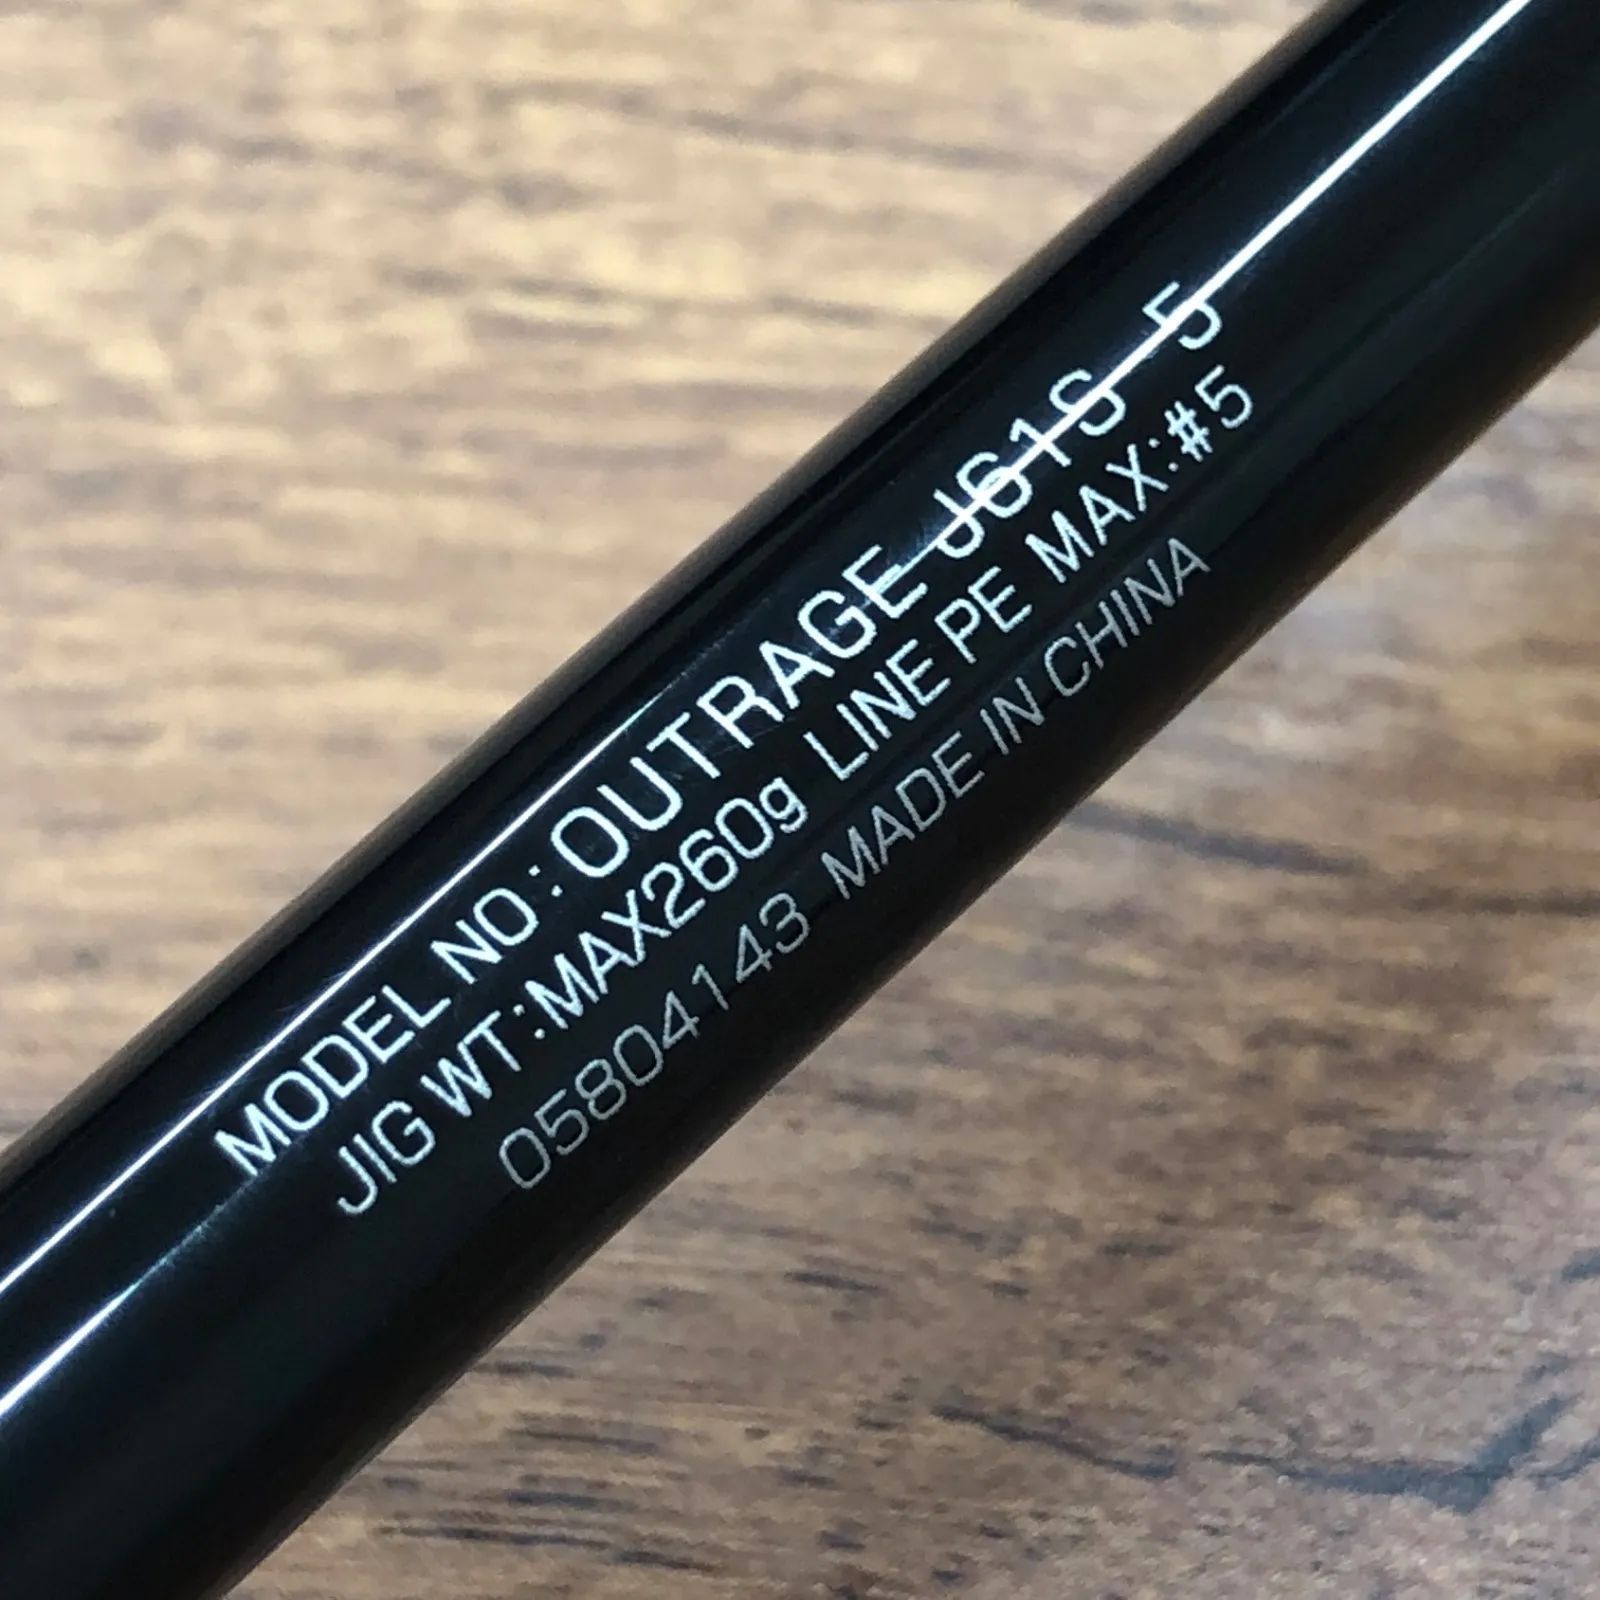 MODEL NO:OUTRAGE J61S-5
JIG WT:MAX260g LINE PE MAX:#5
05804143 MADE IN CHINA